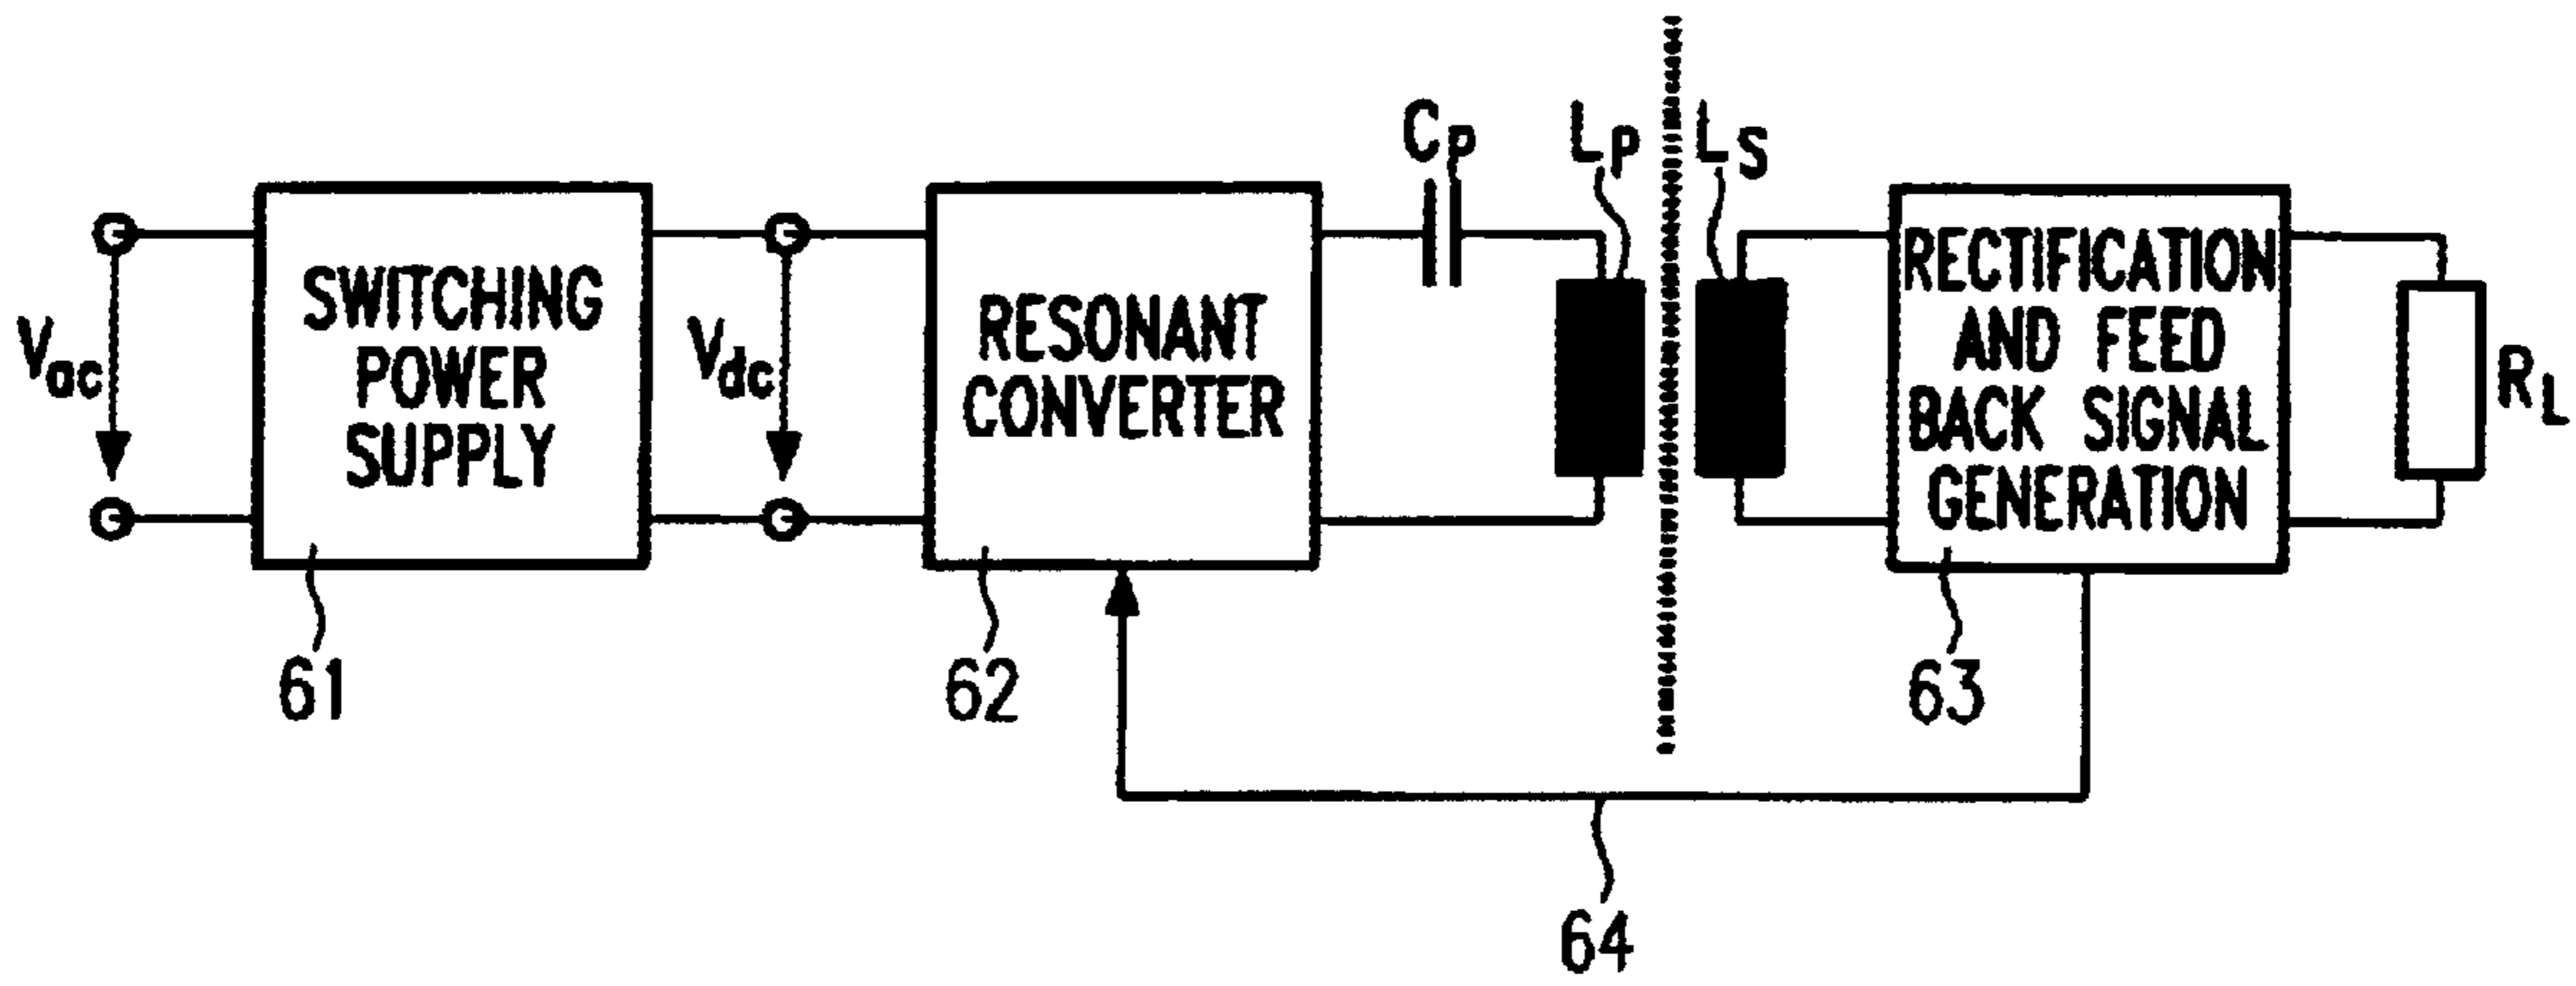 Vac
SWITCHING
POWER
SUPPLY
61
Vdc
RESONANT
CONVERTER
62
CP
LP
LS
RECTIFICATION
AND FEED
BACK SIGNAL
GENERATION
63
RL
64